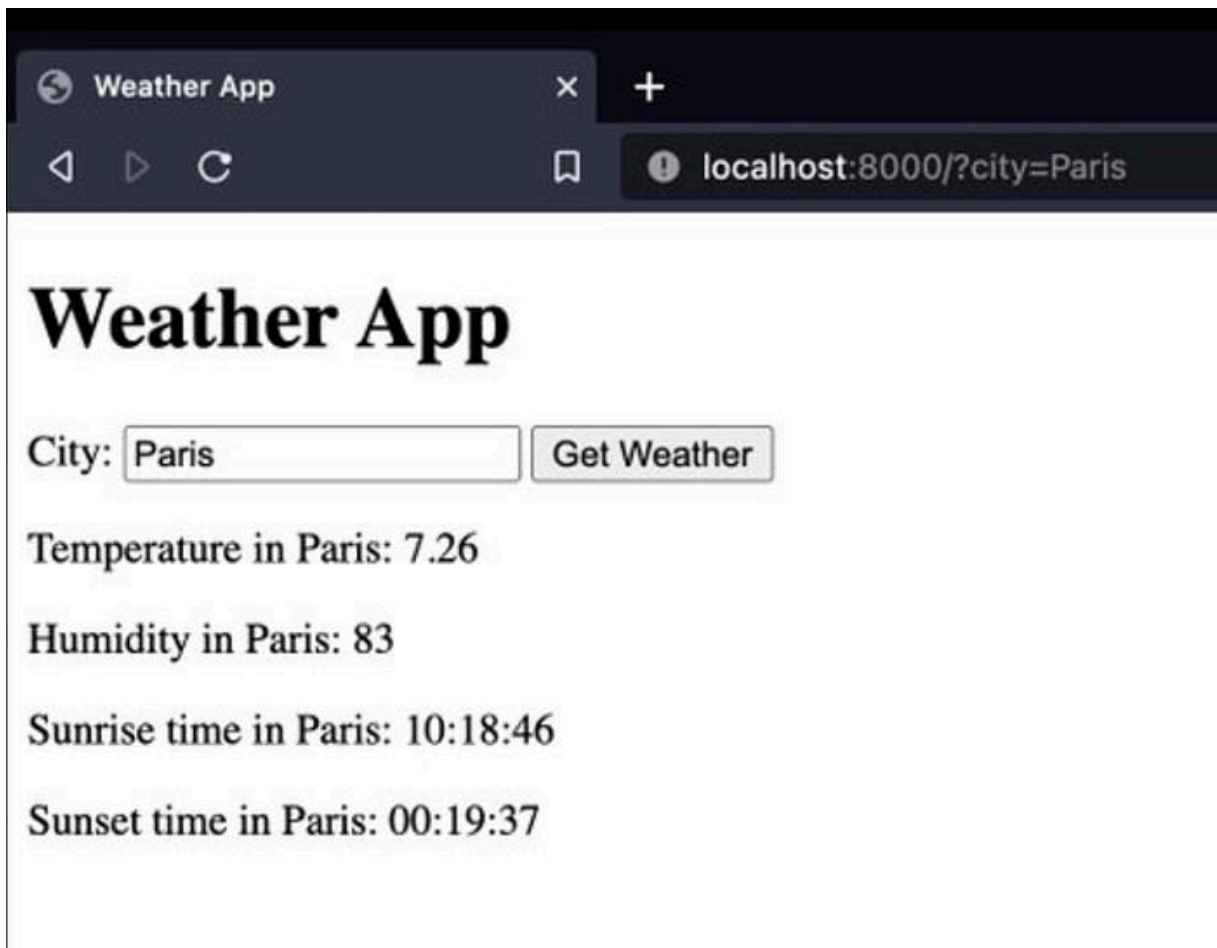 Weather App
localhost:8000/?city=Paris
Weather App
City: Paris Get Weather
Temperature in Paris: 7.26
Humidity in Paris: 83
Sunrise time in Paris: 10:18:46
Sunset time in Paris: 00:19:37